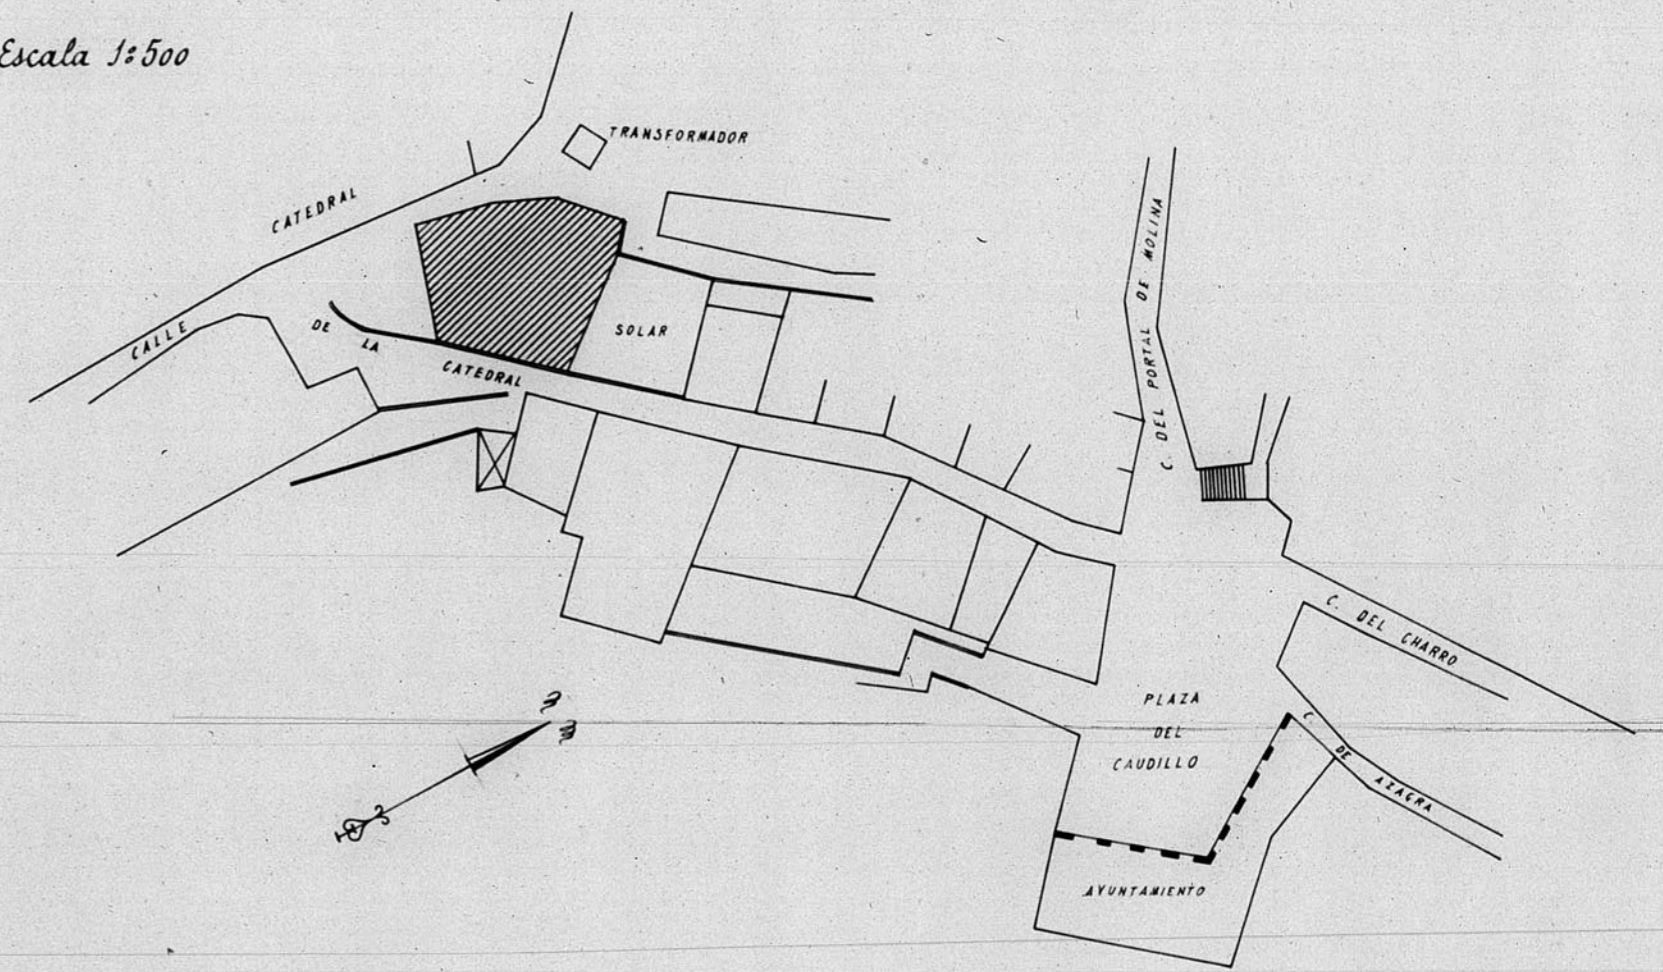 Escala 1:500
TRANSFORMADOR
CATEDRAL
CALLE
DE LA
CATEDRAL
SOLAR
C. DEL PORTAL DE MOLINA
C. DEL CHARRO
PLAZA
DEL
CAUDILLO
C. DE AZAGRA
AYUNTAMIENTO